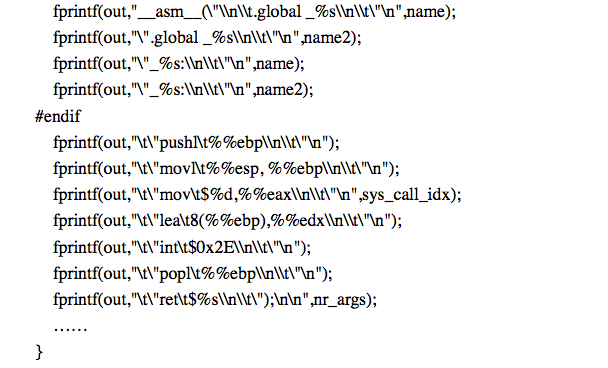 fprintf(out,"__asm__(\"\\n\\t.global _%s\\n\\t\"\n",name);
fprintf(out,"\".global _%s\\n\\t\"\n",name2);
fprintf(out,"\"_%s:\\n\\t\"\n",name);
fprintf(out,"\"_%s:\\n\\t\"\n",name2);
#endif
fprintf(out,"\t\"pushl\t%%ebp\\n\\t\"\n");
fprintf(out,"\t\"movl\t%%esp, %%ebp\\n\\t\"\n");
fprintf(out,"\t\"mov\t$%d,%%eax\\n\\t\"\n",sys_call_idx);
fprintf(out,"\t\"lea\t8(%%ebp),%%edx\\n\\t\"\n");
fprintf(out,"\t\"int\t$0x2E\\n\\t\"\n");
fprintf(out,"\t\"popl\t%%ebp\\n\\t\"\n");
fprintf(out,"\t\"ret\t$%s\\n\\t\");\n\n",nr_args);
……
}